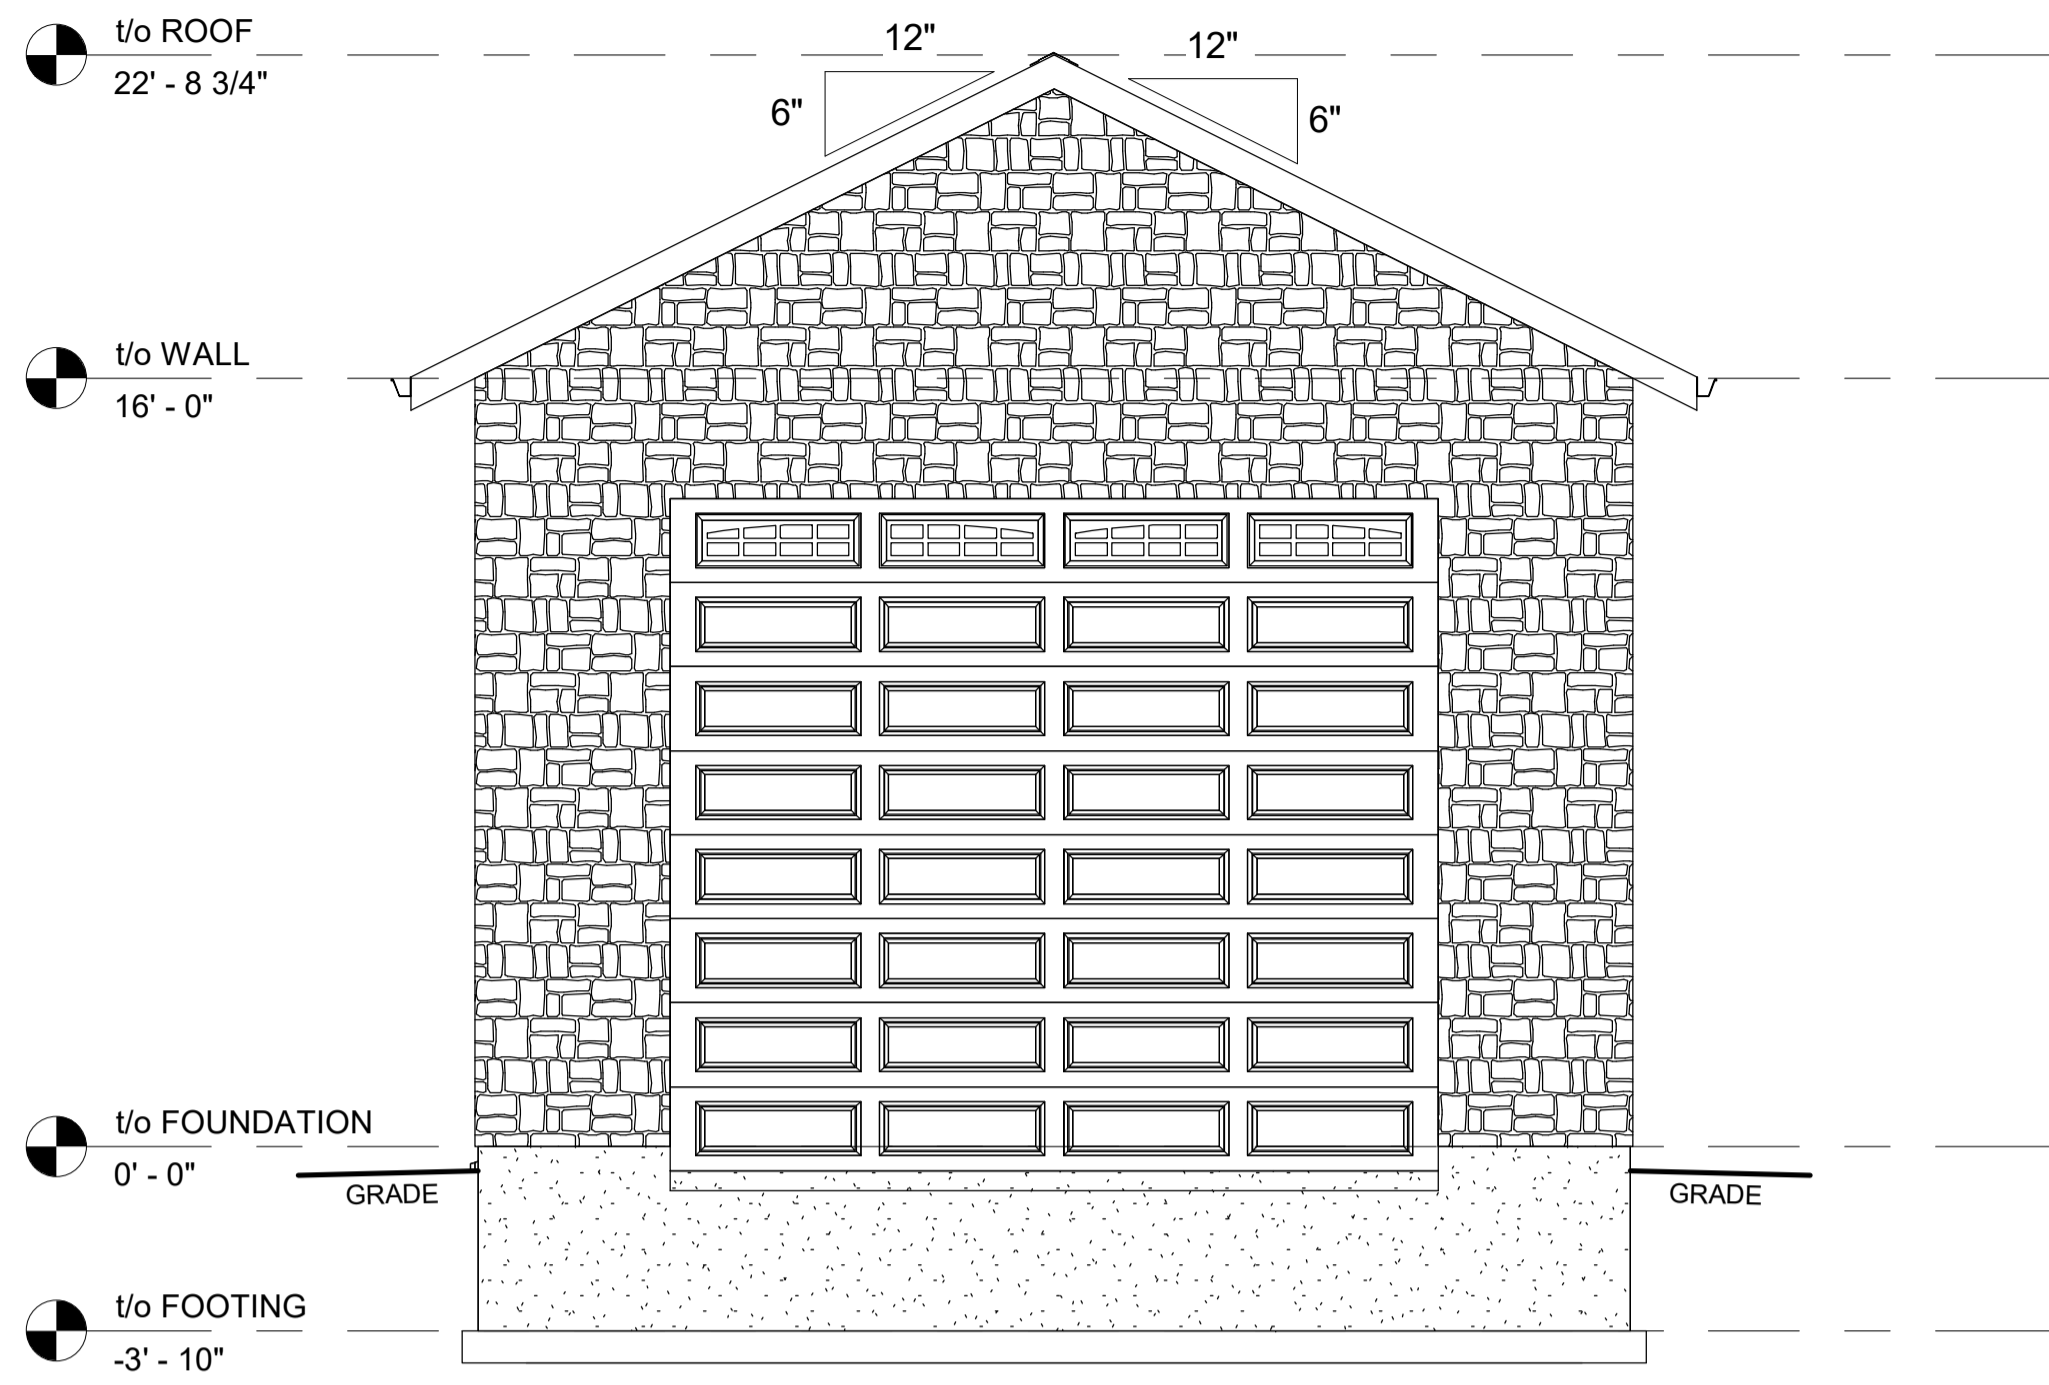 t/o ROOF
22' - 8 3/4"
12"
12"
6"
6"
t/o WALL
16' - 0"
t/o FOUNDATION
0' - 0"
GRADE
GRADE
t/o FOOTING
-3' - 10"